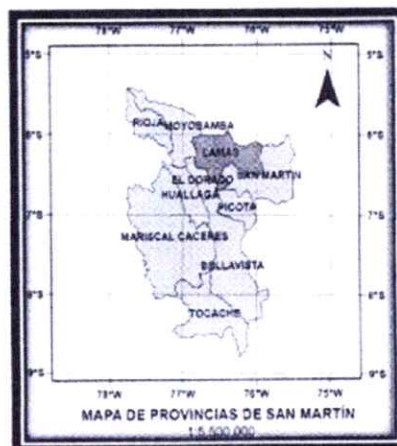 78°W 77°W 76°W 75°W
N
5°S 5°S
RIOJA MOYOBAMBA
6°S 6°S
LAMAS
EL DORADO SAN MARTIN
HUALLAGA
PICOTA
7°S 7°S
MARISCAL CACERES
BELLAVISTA
8°S 8°S
TOCACHE
9°S 9°S
78°W 77°W 76°W 75°W
MAPA DE PROVINCIAS DE SAN MARTÍN
1:5,500,000